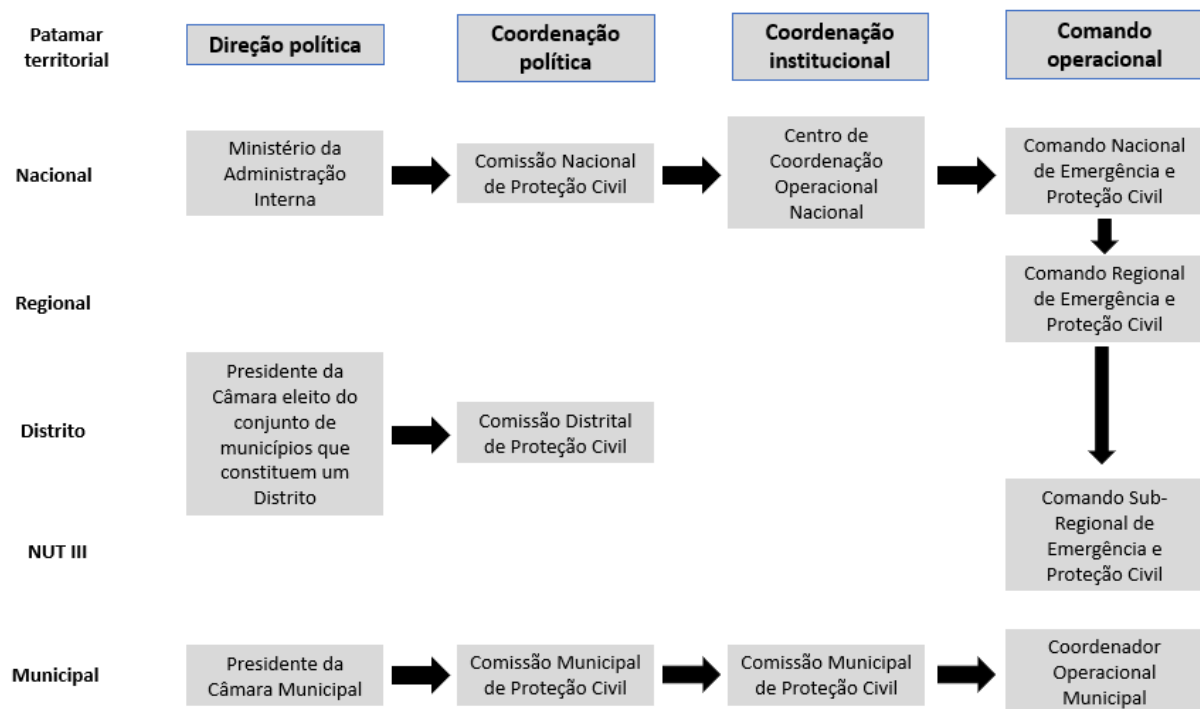 Patamar
territorial
Direção política
Coordenação
política
Coordenação
institucional
Comando
operacional
Nacional
Ministério da
Administração
Interna
Comissão Nacional
de Proteção Civil
Centro de
Coordenação
Operacional
Nacional
Comando Nacional
de Emergência e
Proteção Civil
Regional
Comando Regional
de Emergência e
Proteção Civil
Distrito
Presidente da
Câmara eleito do
conjunto de
municípios que
constituem um
Distrito
Comissão Distrital
de Proteção Civil
NUT III
Comando Sub-
Regional de
Emergência e
Proteção Civil
Municipal
Presidente da
Câmara Municipal
Comissão Municipal
de Proteção Civil
Comissão Municipal
de Proteção Civil
Coordenador
Operacional
Municipal